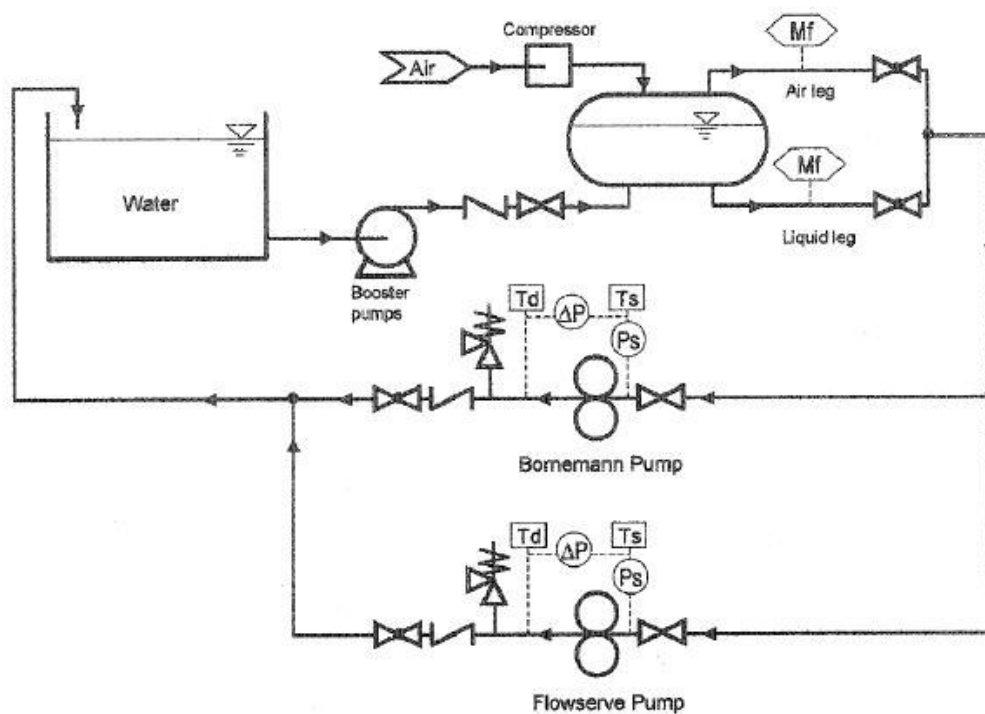 Compressor
Air
Mf
Air leg
Water
Mf
Liquid leg
Booster
pumps
Td
ΔP
Ts
Ps
Bornemann Pump
Td
ΔP
Ts
Ps
Flowserve Pump